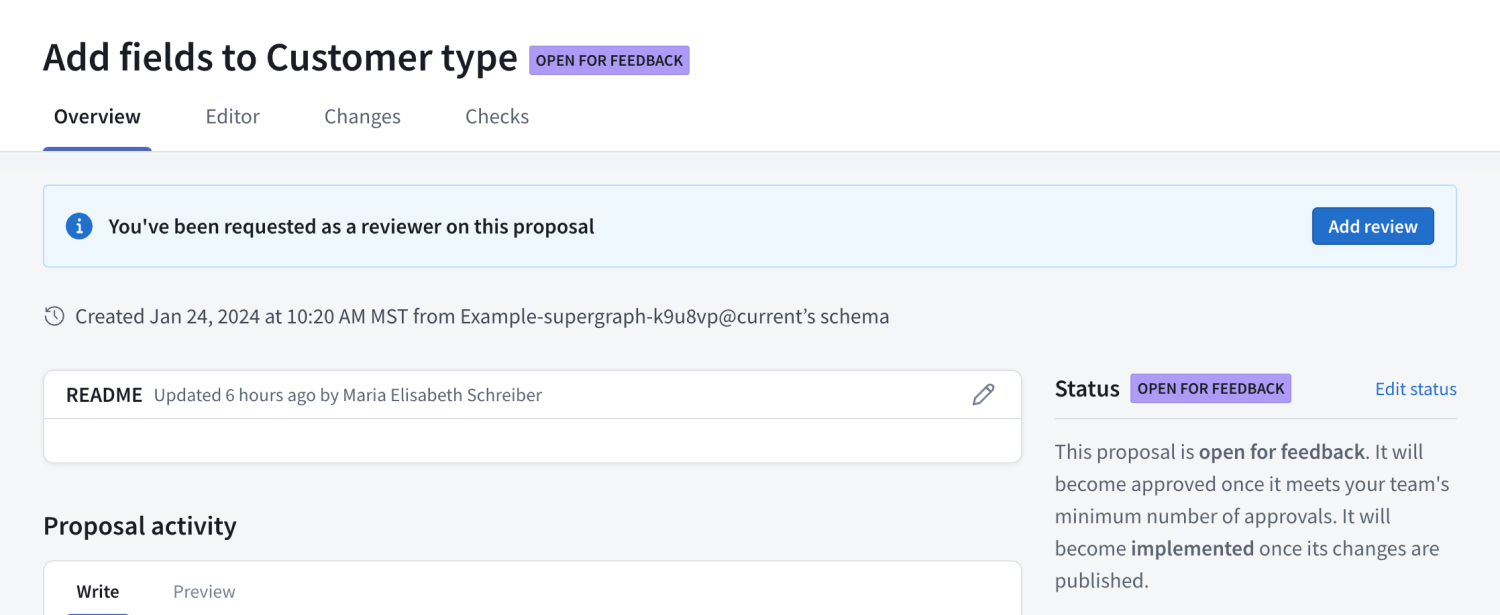 Add fields to Customer type OPEN FOR FEEDBACK
Overview Editor Changes Checks
You've been requested as a reviewer on this proposal Add review
Created Jan 24, 2024 at 10:20 AM MST from Example-supergraph-k9u8vp@current’s schema
README Updated 6 hours ago by Maria Elisabeth Schreiber
Proposal activity
Write Preview
Status OPEN FOR FEEDBACK Edit status
This proposal is open for feedback. It will
become approved once it meets your team's
minimum number of approvals. It will
become implemented once its changes are
published.